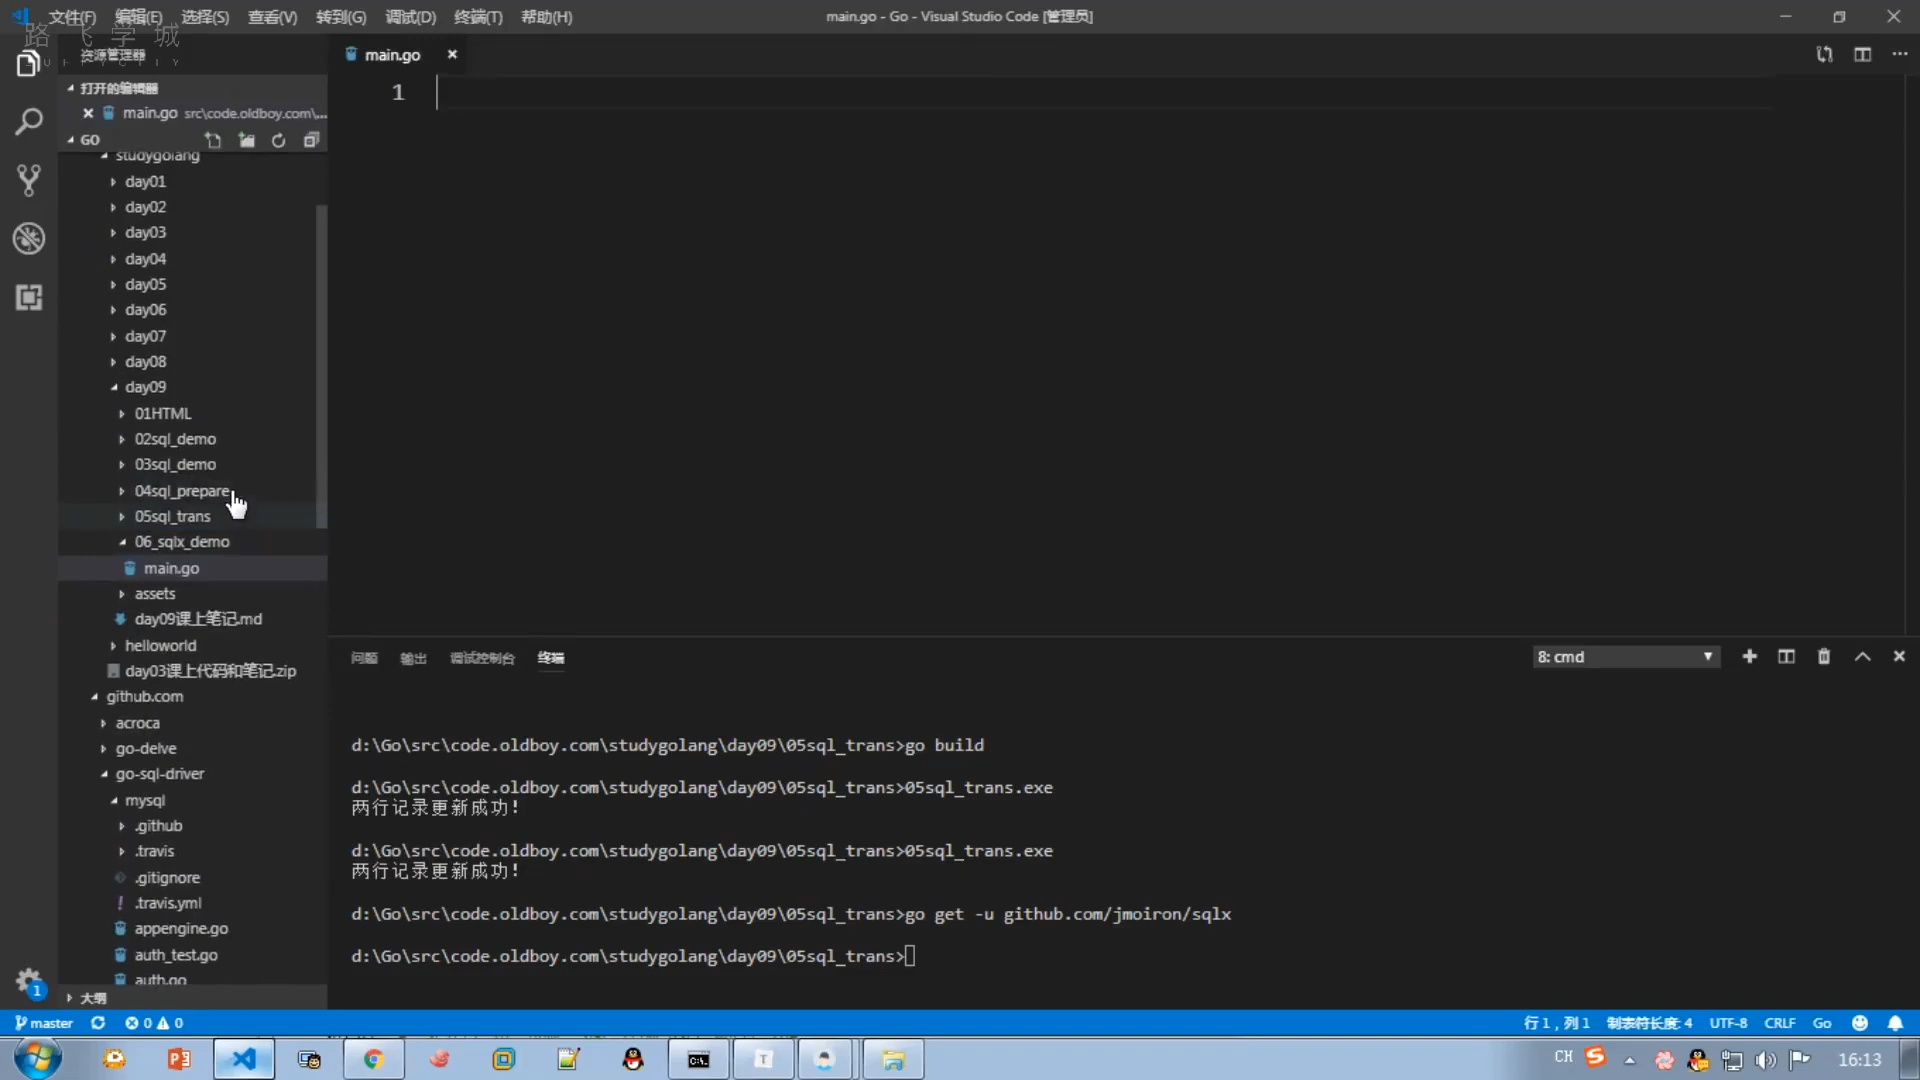 文件(F) 编辑(E) 选择(S) 查看(V) 转到(G) 调试(D) 终端(T) 帮助(H)
main.go - Go - Visual Studio Code [管理员]
路飞学城
资源管理器
main.go
打开的编辑器
main.go src\code.oldboy.com\...
GO
1
studygolang
day01
day02
day03
day04
day05
day06
day07
day08
day09
01HTML
02sql_demo
03sql_demo
04sql_prepare
05sql_trans
06_sqlx_demo
main.go
assets
day09课上笔记.md
helloworld
day03课上代码和笔记.zip
github.com
acroca
go-delve
go-sql-driver
mysql
.github
.travis
.gitignore
.travis.yml
appengine.go
auth_test.go
auth.go
大纲
问题 输出 调试控制台 终端
8: cmd
d:\Go\src\code.oldboy.com\studygolang\day09\05sql_trans>go build
d:\Go\src\code.oldboy.com\studygolang\day09\05sql_trans>05sql_trans.exe
两行记录更新成功!
d:\Go\src\code.oldboy.com\studygolang\day09\05sql_trans>05sql_trans.exe
两行记录更新成功!
d:\Go\src\code.oldboy.com\studygolang\day09\05sql_trans>go get -u github.com/jmoiron/sqlx
d:\Go\src\code.oldboy.com\studygolang\day09\05sql_trans>
1
master 0 0
行 1，列 1 制表符长度: 4 UTF-8 CRLF Go
CH
16:13